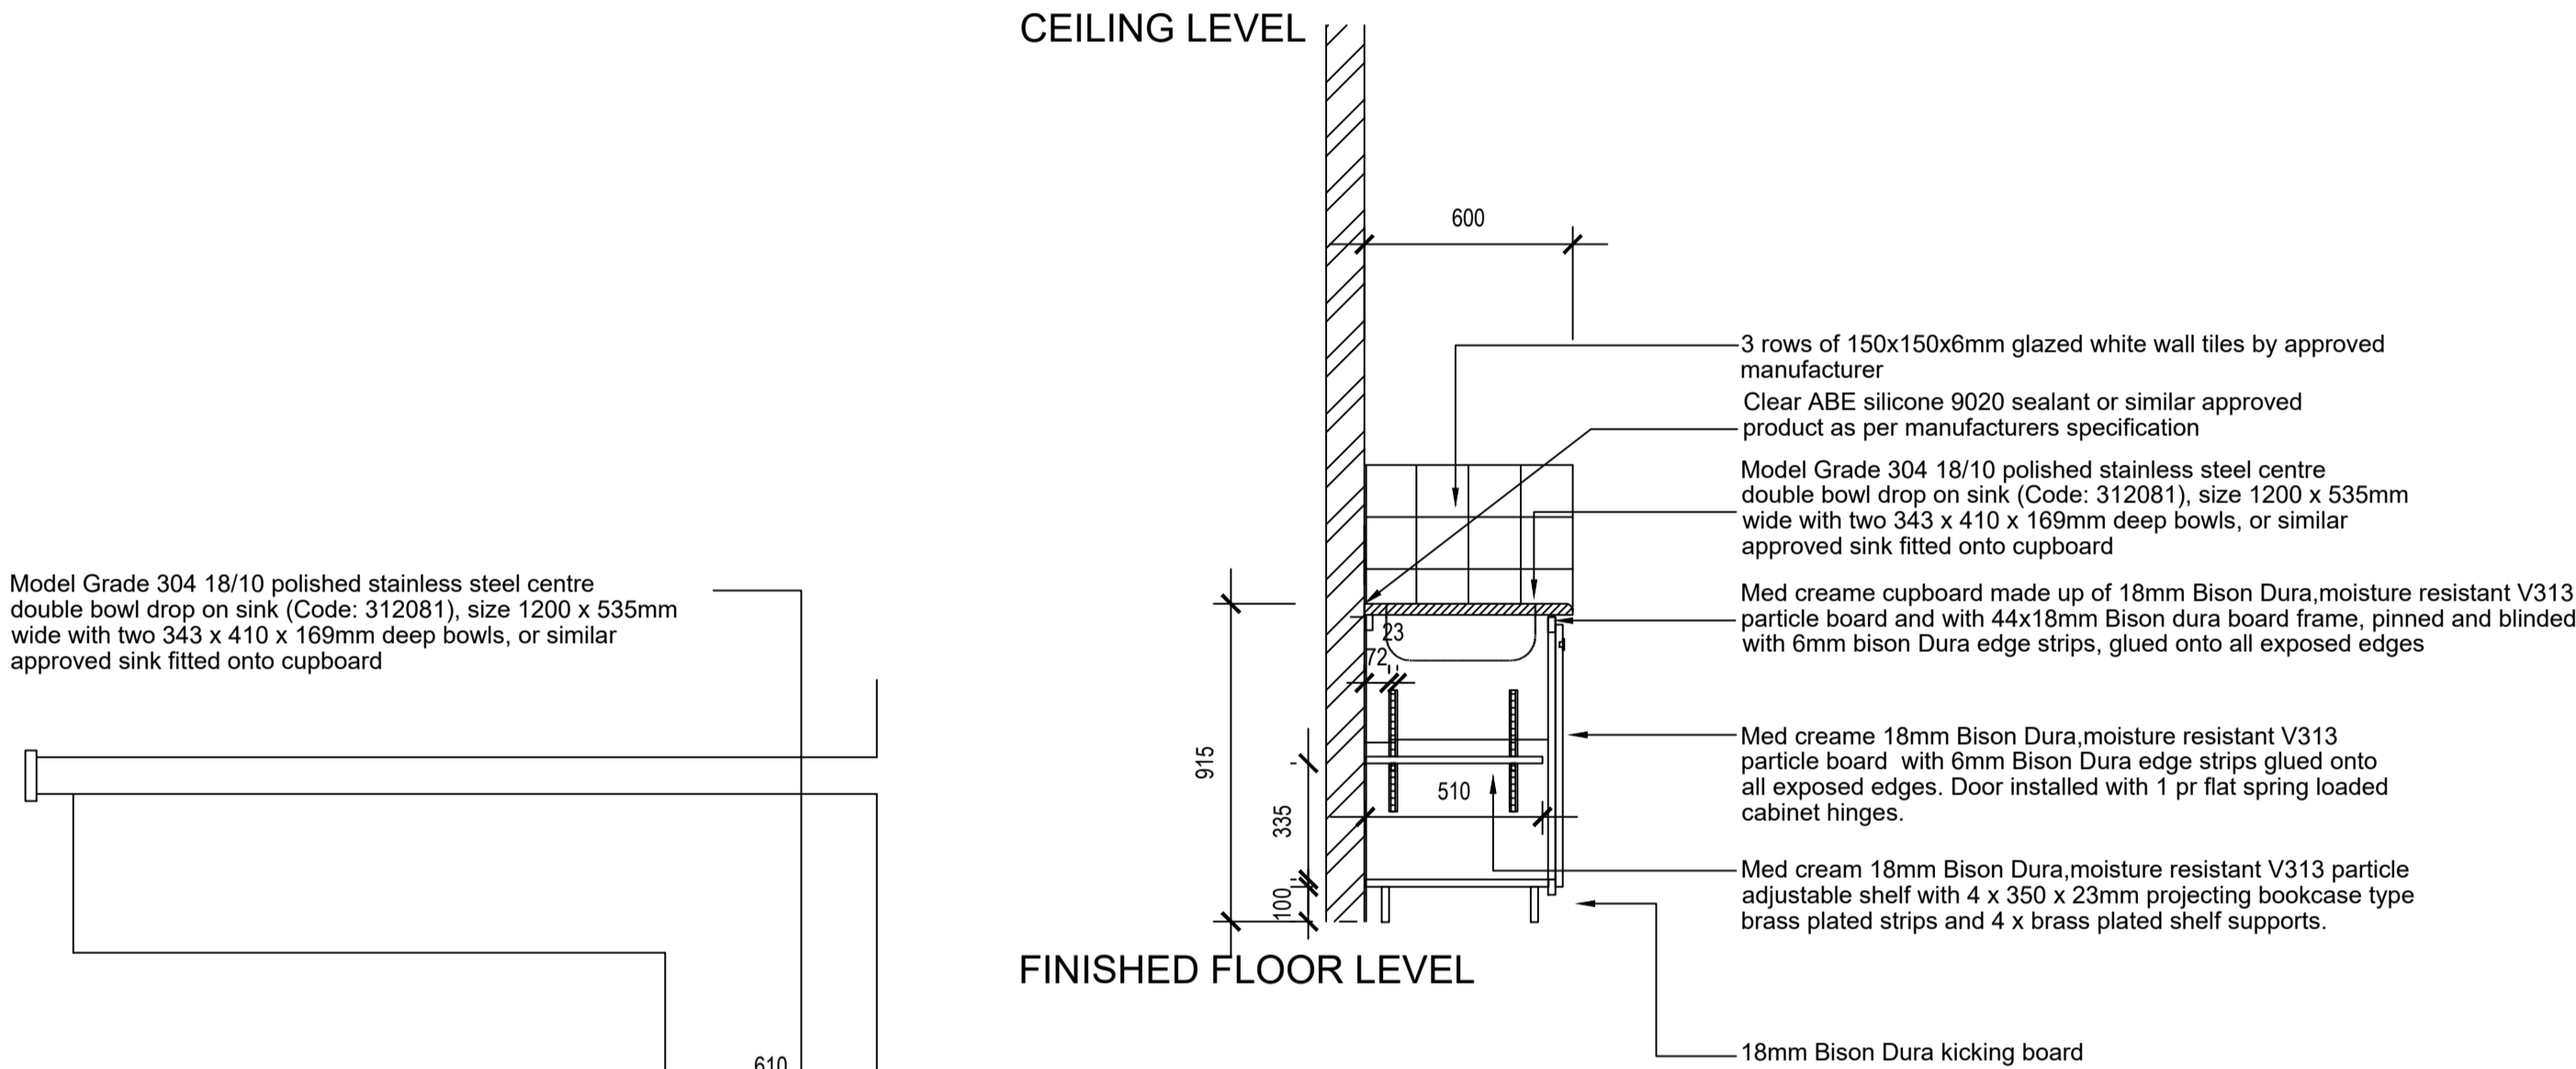 CEILING LEVEL
600
3 rows of 150x150x6mm glazed white wall tiles by approved
manufacturer
Clear ABE silicone 9020 sealant or similar approved
product as per manufacturers specification
Model Grade 304 18/10 polished stainless steel centre
double bowl drop on sink (Code: 312081), size 1200 x 535mm
wide with two 343 x 410 x 169mm deep bowls, or similar
approved sink fitted onto cupboard
Model Grade 304 18/10 polished stainless steel centre
double bowl drop on sink (Code: 312081), size 1200 x 535mm
wide with two 343 x 410 x 169mm deep bowls, or similar
approved sink fitted onto cupboard
Med creame cupboard made up of 18mm Bison Dura,moisture resistant V313
particle board and with 44x18mm Bison dura board frame, pinned and blinded
with 6mm bison Dura edge strips, glued onto all exposed edges
23
72
915
335
100
510
Med creame 18mm Bison Dura,moisture resistant V313
particle board with 6mm Bison Dura edge strips glued onto
all exposed edges. Door installed with 1 pr flat spring loaded
cabinet hinges.
Med cream 18mm Bison Dura,moisture resistant V313 particle
adjustable shelf with 4 x 350 x 23mm projecting bookcase type
brass plated strips and 4 x brass plated shelf supports.
FINISHED FLOOR LEVEL
18mm Bison Dura kicking board
610